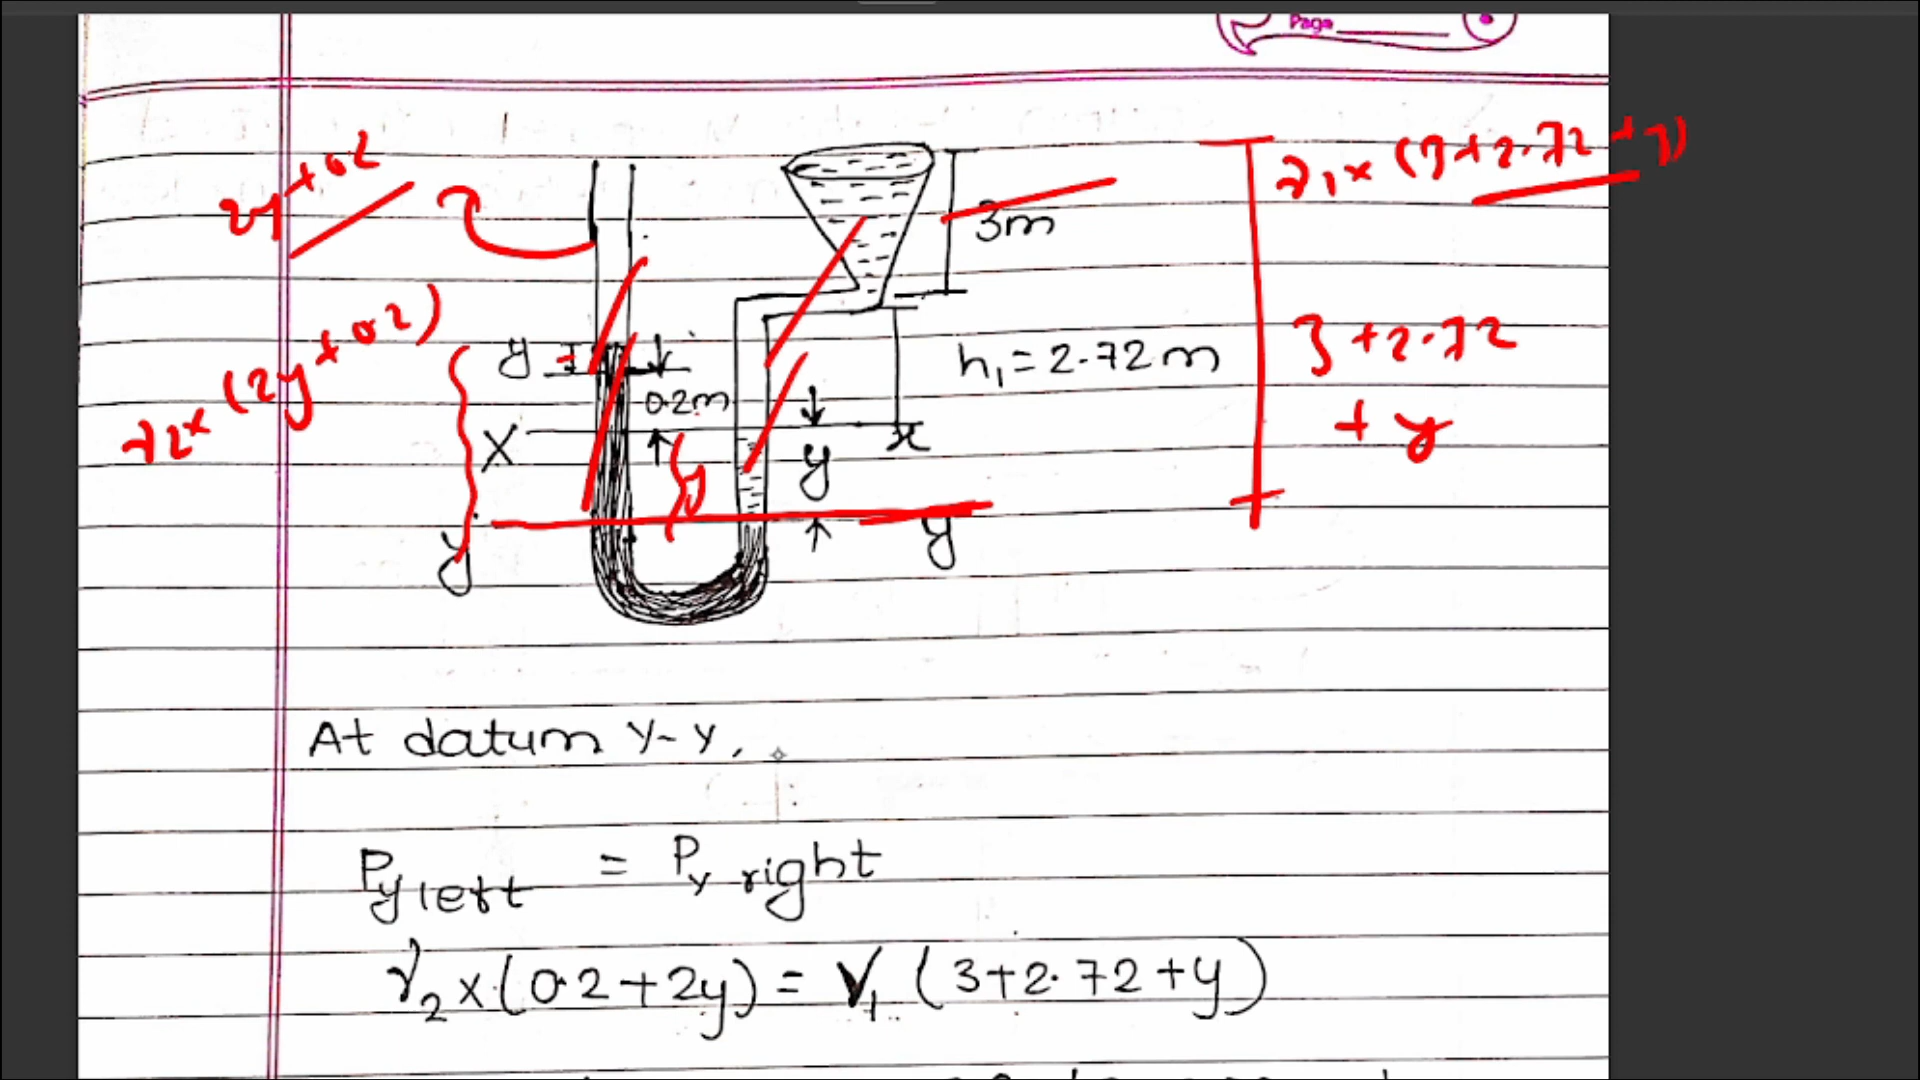 Page
γ₁ × (3+2.72+y)
2y+0.2
3m
γ2 × (2y+0.2)
y
0.2m
h₁=2.72m
3+2.72
+ y
X
y
x
y
y
y
At datum Y-Y,
Py left = Py right
γ₂ × (0.2+2y) = γ₁ (3+2.72+y)